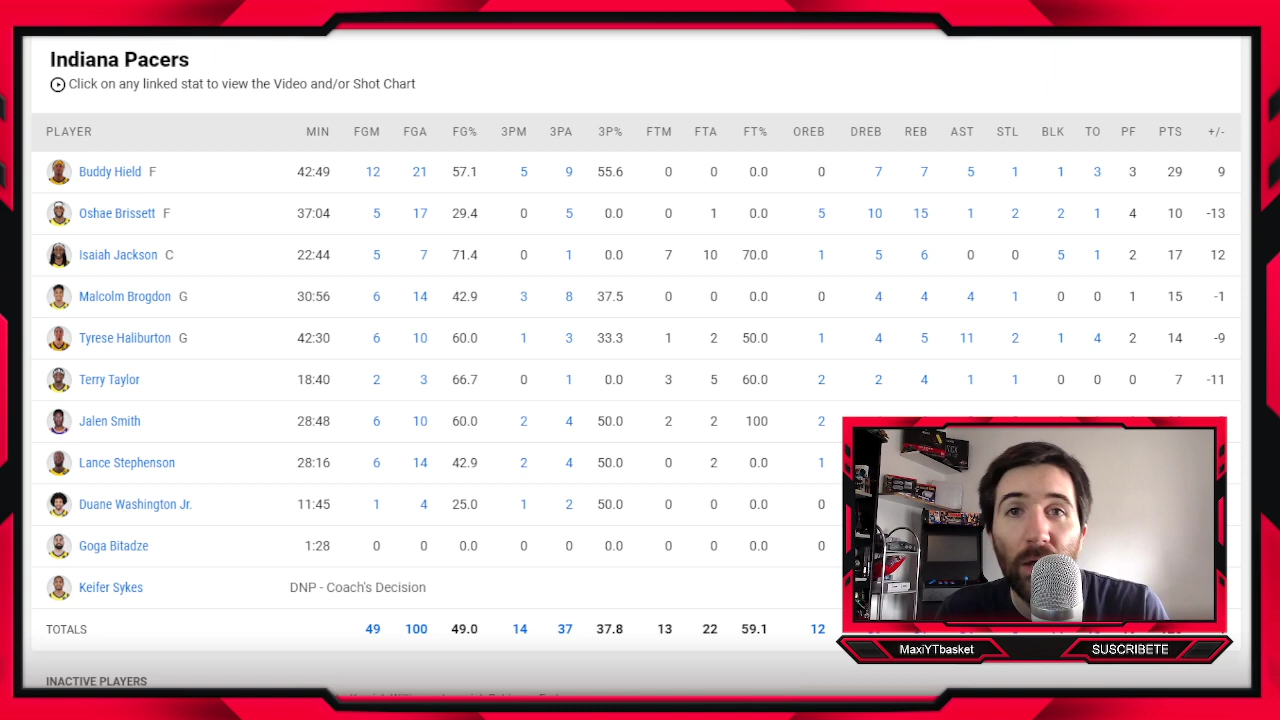 Indiana Pacers
Click on any linked stat to view the Video and/or Shot Chart
PLAYER MIN FGM FGA FG% 3PM 3PA 3P% FTM FTA FT% OREB DREB REB AST STL BLK TO PF PTS +/-
Buddy Hield F 42:49 12 21 57.1 5 9 55.6 0 0 0.0 0 7 7 5 1 1 3 3 29 9
Oshae Brissett F 37:04 5 17 29.4 0 5 0.0 0 1 0.0 5 10 15 1 2 2 1 4 10 -13
Isaiah Jackson C 22:44 5 7 71.4 0 1 0.0 7 10 70.0 1 5 6 0 0 5 1 2 17 12
Malcolm Brogdon G 30:56 6 14 42.9 3 8 37.5 0 0 0.0 0 4 4 4 1 0 0 1 15 -1
Tyrese Haliburton G 42:30 6 10 60.0 1 3 33.3 1 2 50.0 1 4 5 11 2 1 4 2 14 -9
Terry Taylor 18:40 2 3 66.7 0 1 0.0 3 5 60.0 2 2 4 1 1 0 0 0 7 -11
Jalen Smith 28:48 6 10 60.0 2 4 50.0 2 2 100 2
Lance Stephenson 28:16 6 14 42.9 2 4 50.0 0 2 0.0 1
Duane Washington Jr. 11:45 1 4 25.0 1 2 50.0 0 0 0.0 0
Goga Bitadze 1:28 0 0 0.0 0 0 0.0 0 0 0.0 0
Keifer Sykes DNP - Coach's Decision
TOTALS 49 100 49.0 14 37 37.8 13 22 59.1 12
MaxiYTbasket SUSCRIBETE
INACTIVE PLAYERS